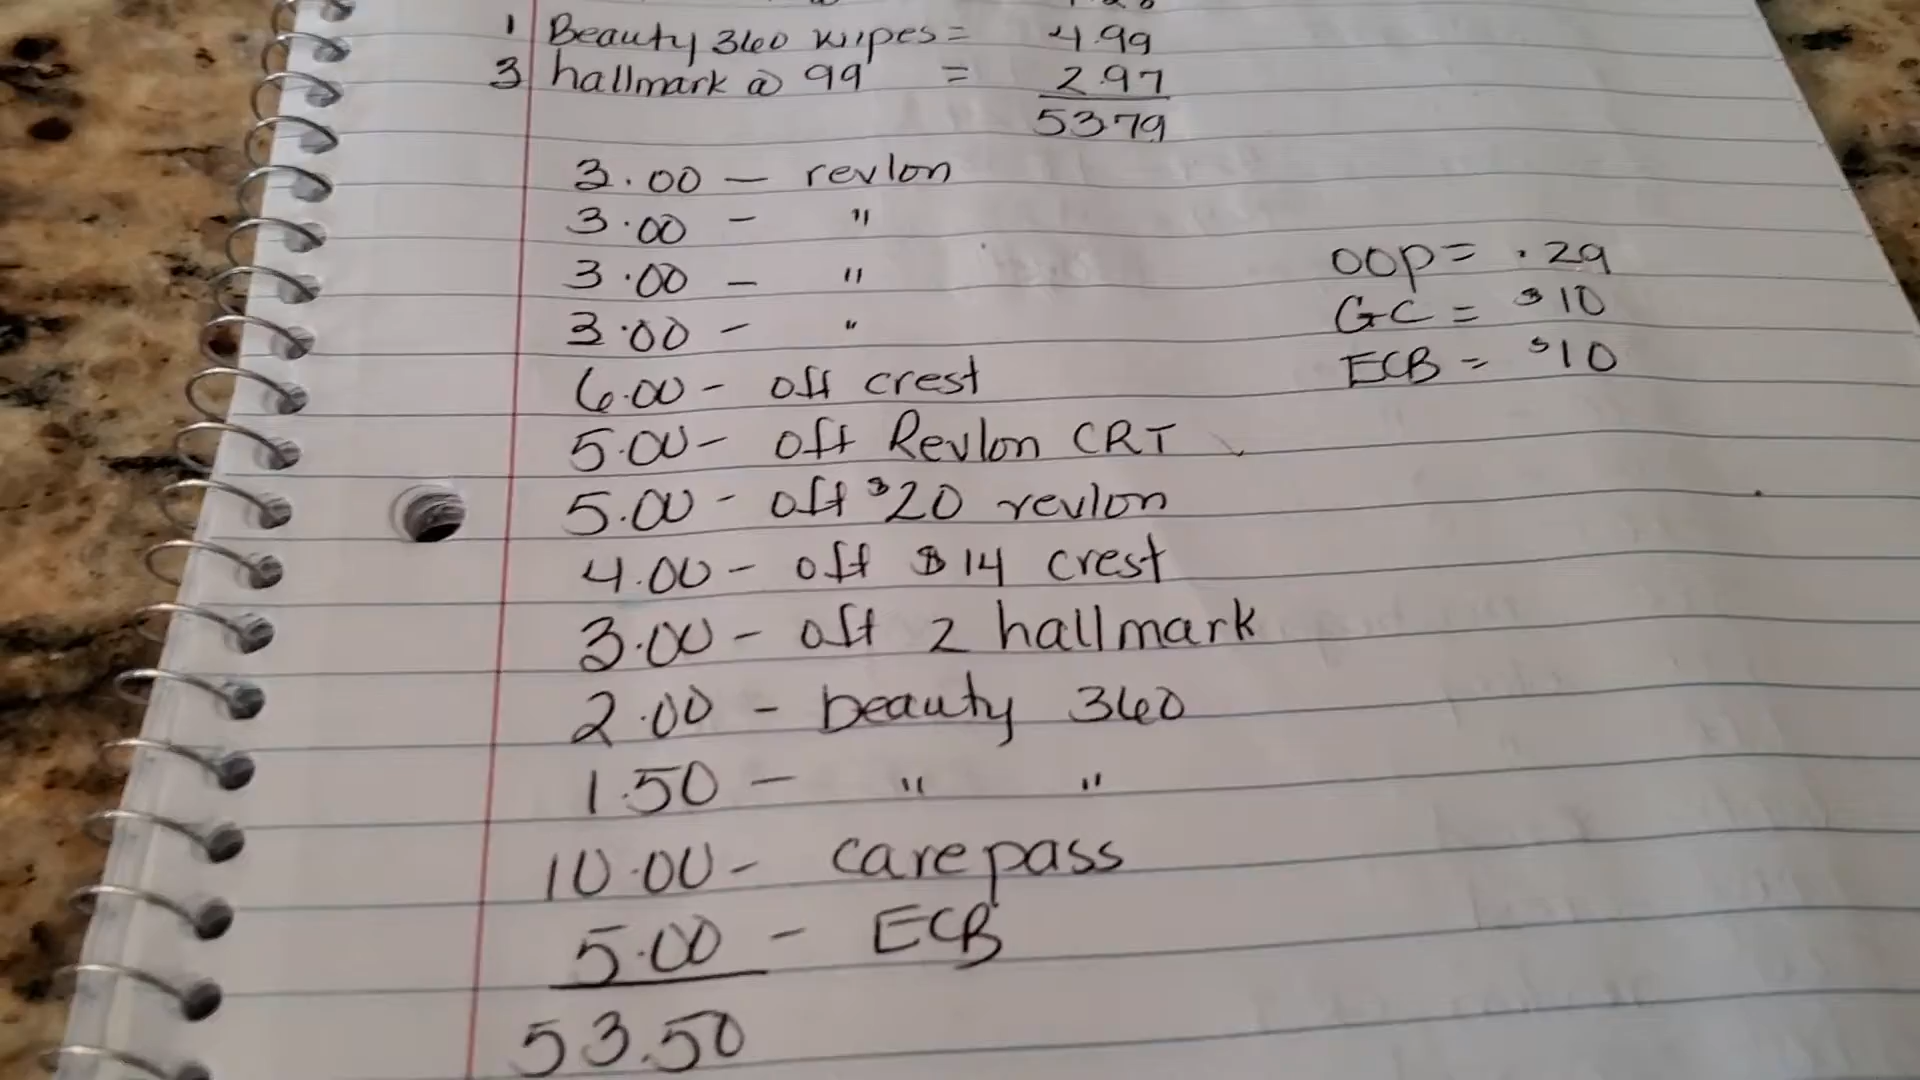 1 Beauty 360 wipes = 4.99
3 hallmark @ 99 = 2.97
53.79
3.00 — revlon
3.00 - "
3.00 - "
3.00 - "
6.00 - off crest
5.00 - off Revlon CRT
5.00 - off $20 revlon
4.00 - off $14 crest
3.00 - off 2 hallmark
2.00 - beauty 360
1.50 - " "
10.00 - carepass
5.00 - ECB
53.50
OOP = .29
GC = $10
ECB = $10